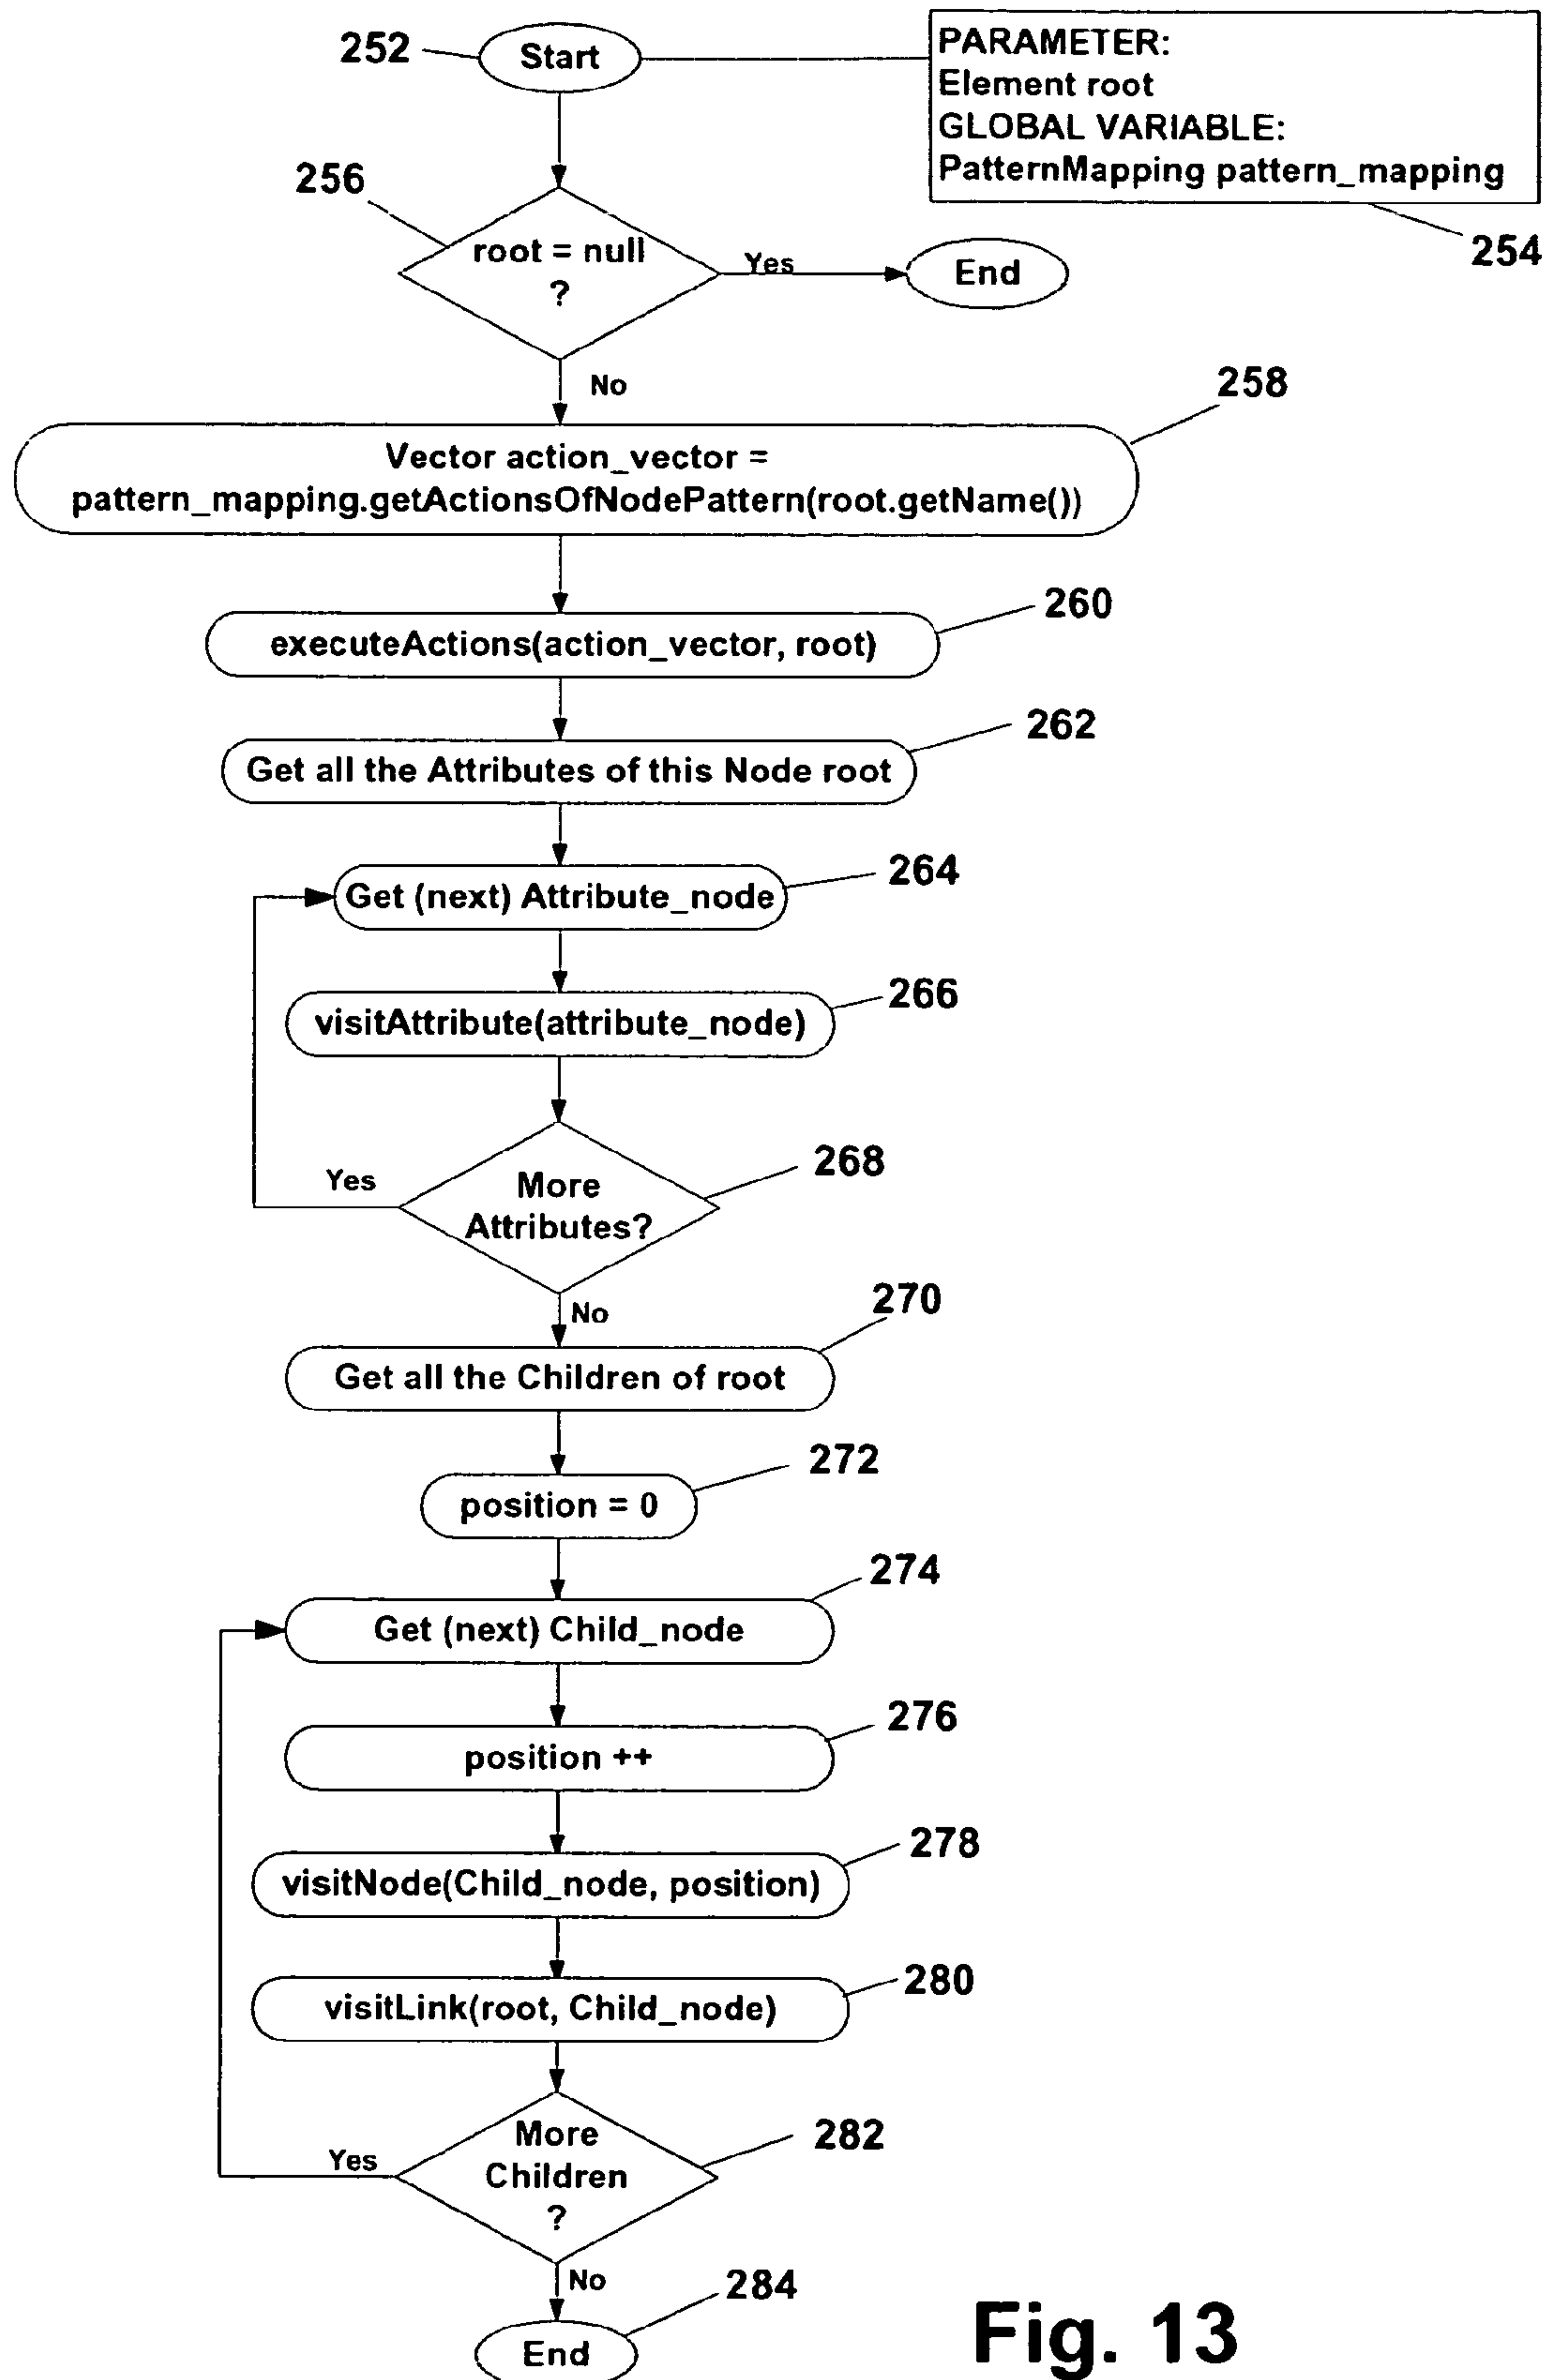 252
Start
PARAMETER:
Element root
GLOBAL VARIABLE:
PatternMapping pattern_mapping
254
256
root = null
?
Yes
End
No
258
Vector action_vector =
pattern_mapping.getActionsOfNodePattern(root.getName())
260
executeActions(action_vector, root)
262
Get all the Attributes of this Node root
264
Get (next) Attribute_node
266
visitAttribute(attribute_node)
268
Yes
More
Attributes?
No
270
Get all the Children of root
272
position = 0
274
Get (next) Child_node
276
position ++
278
visitNode(Child_node, position)
280
visitLink(root, Child_node)
282
More
Yes
Children
?
No
284
End
Fig. 13